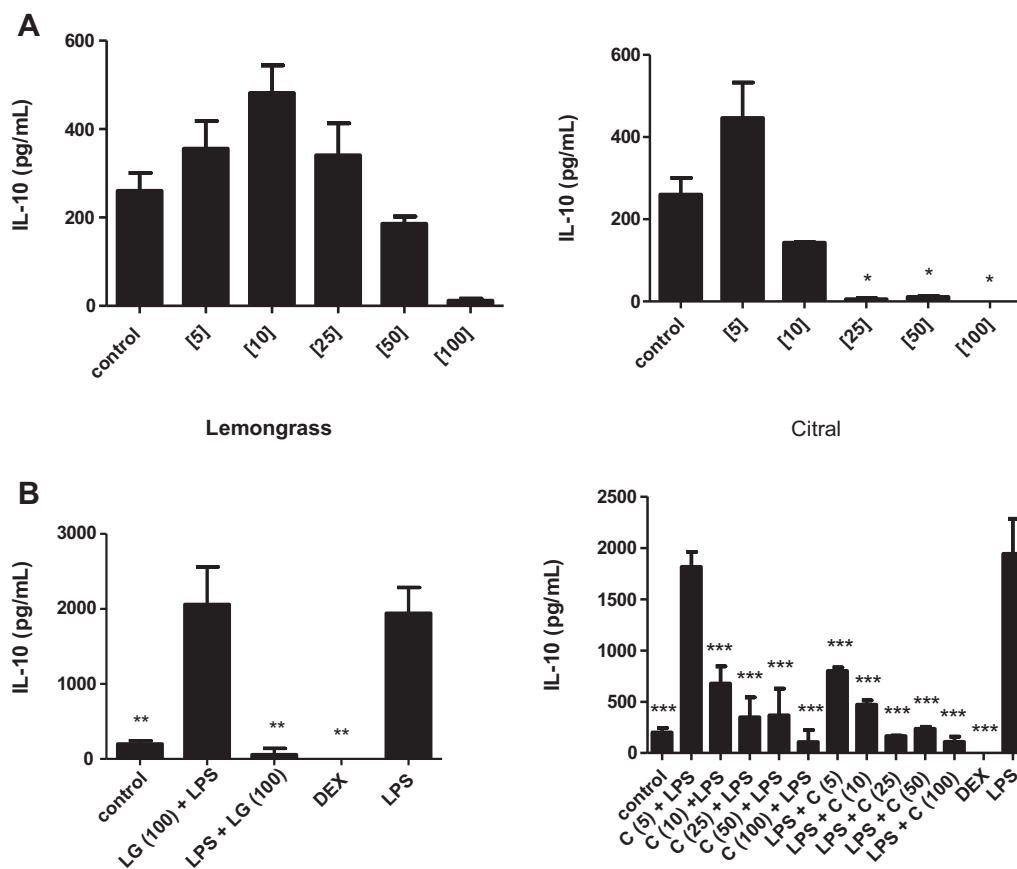 A
IL-10 (pg/mL)
600
400
200
0
control
[5]
[10]
[25]
[50]
[100]
Lemongrass
IL-10 (pg/mL)
600
400
200
0
*
*
*
control
[5]
[10]
[25]
[50]
[100]
Citral
B
IL-10 (pg/mL)
3000
2000
1000
0
**
**
**
control
LG (100) + LPS
LPS + LG (100)
DEX
LPS
IL-10 (pg/mL)
2500
2000
1500
1000
500
0
***
***
***
***
***
***
***
***
***
***
***
control
C (5) + LPS
C (10) +LPS
C (25) + LPS
C (50) + LPS
C (100) + LPS
LPS + C (5)
LPS + C (10)
LPS + C (25)
LPS + C (50)
LPS + C (100)
DEX
LPS